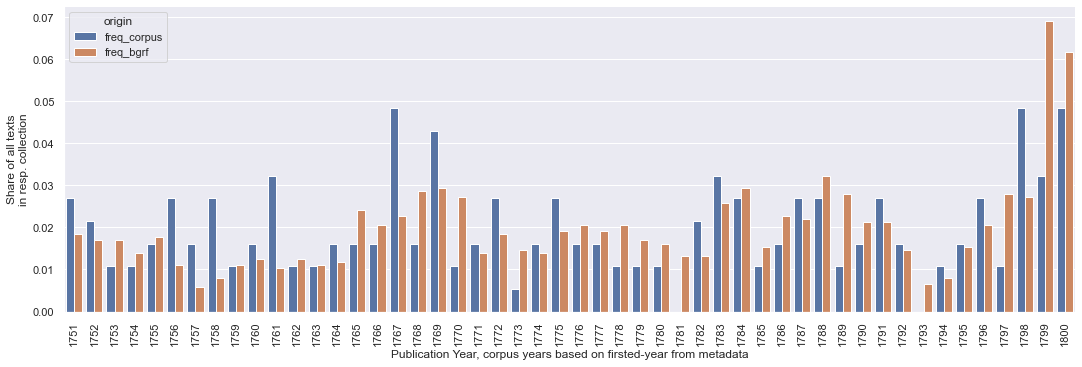 origin
freq_corpus
freq_bgrf
0.07
0.06
0.05
0.04
0.03
0.02
0.01
0.00
Share of all texts
in resp. collection
1751 1752 1753 1754 1755 1756 1757 1758 1759 1760 1761 1762 1763 1764 1765 1766 1767 1768 1769 1770 1771 1772 1773 1774 1775 1776 1777 1778 1779 1780 1781 1782 1783 1784 1785 1786 1787 1788 1789 1790 1791 1792 1793 1794 1795 1796 1797 1798 1799 1800
Publication Year, corpus years based on firsted-year from metadata